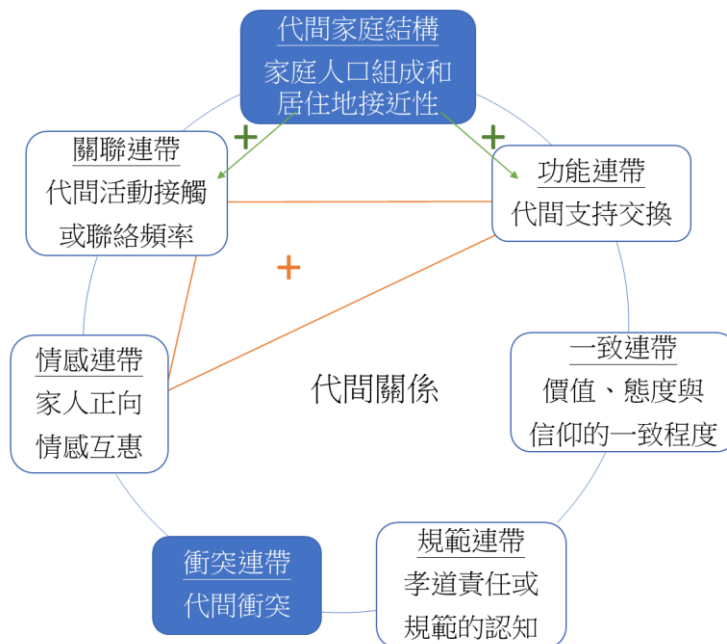 代間家庭結構
家庭人口組成和
居住地接近性
+
+
關聯連帶
代間活動接觸
或聯絡頻率
功能連帶
代間支持交換
+
情感連帶
家人正向
情感互惠
代間關係
一致連帶
價值、態度與
信仰的一致程度
衝突連帶
代間衝突
規範連帶
孝道責任或
規範的認知